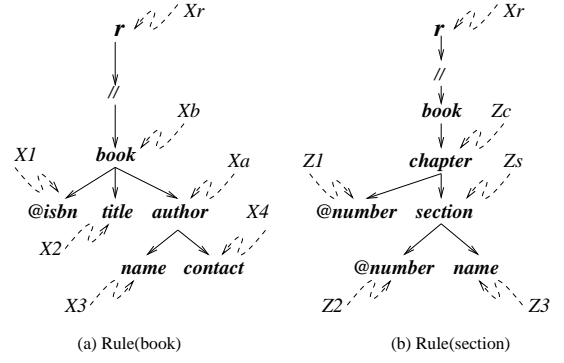 r Xr r Xr
// //
Xb book Zc
X1 book Xa Z1 chapter Zs
@isbn title author X4 @number section
X2
name contact @number name
X3 Z2 Z3
(a) Rule(book) (b) Rule(section)